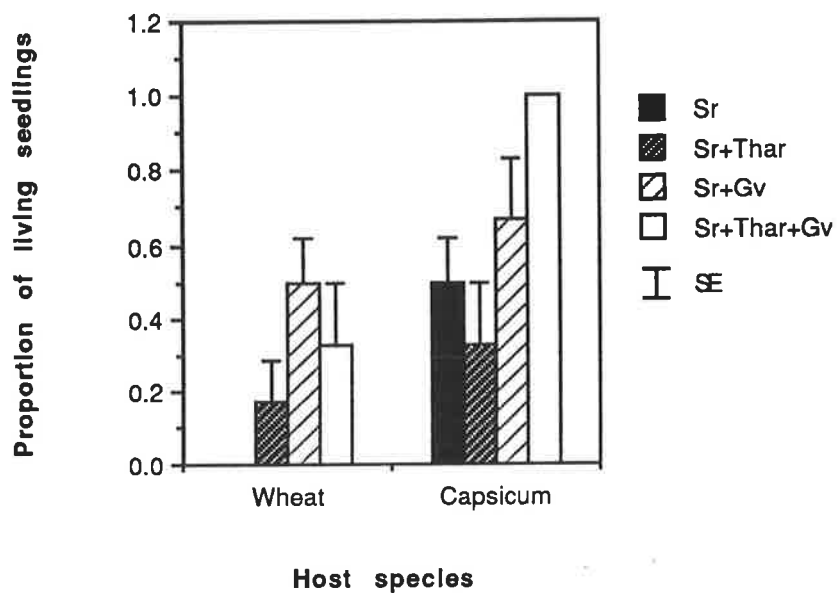 Proportion of living seedlings
1.2
1.0
0.8
0.6
0.4
0.2
0.0
Wheat
Capsicum
Host species
Sr
Sr+Thar
Sr+Gv
Sr+Thar+Gv
SE